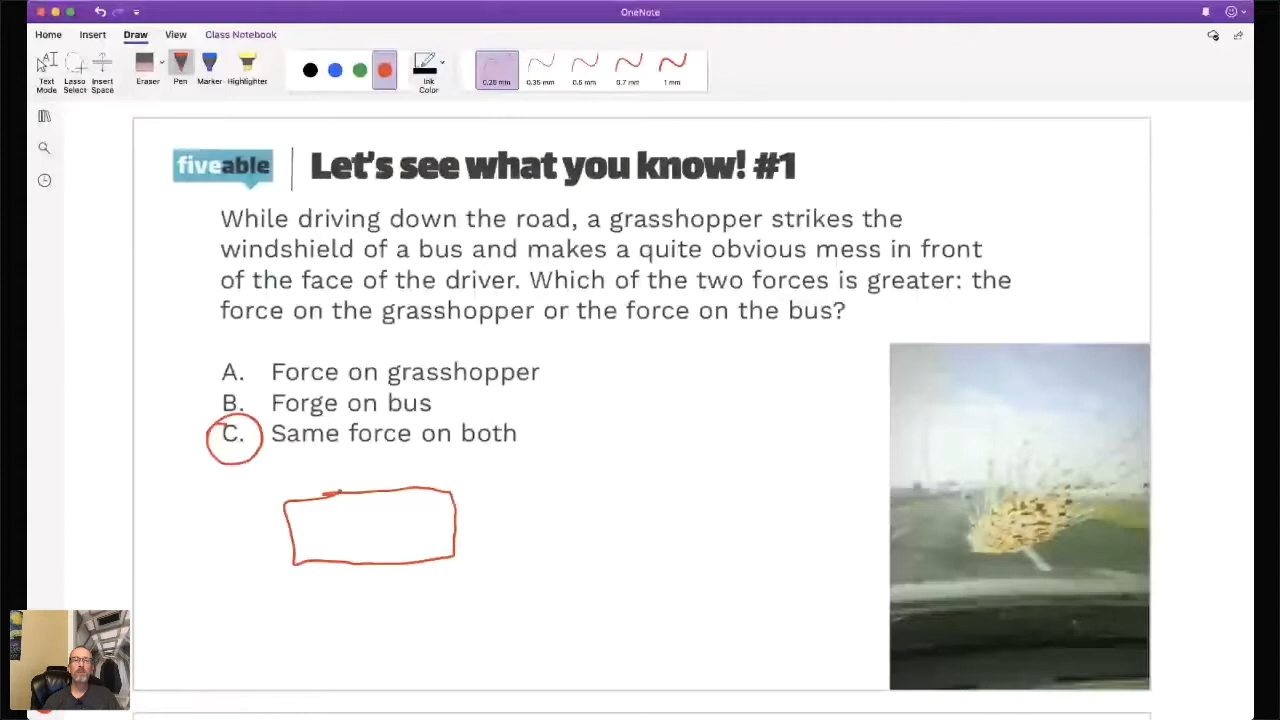 OneNote
Home Insert Draw View Class Notebook
Text Mode
Lasso Select
Insert Space
Eraser
Pen
Marker
Highlighter
Ink Color
0.25 mm
0.35 mm
0.5 mm
0.7 mm
1 mm
fiveable
Let's see what you know! #1
While driving down the road, a grasshopper strikes the
windshield of a bus and makes a quite obvious mess in front
of the face of the driver. Which of the two forces is greater: the
force on the grasshopper or the force on the bus?
A. Force on grasshopper
B. Forge on bus
C. Same force on both